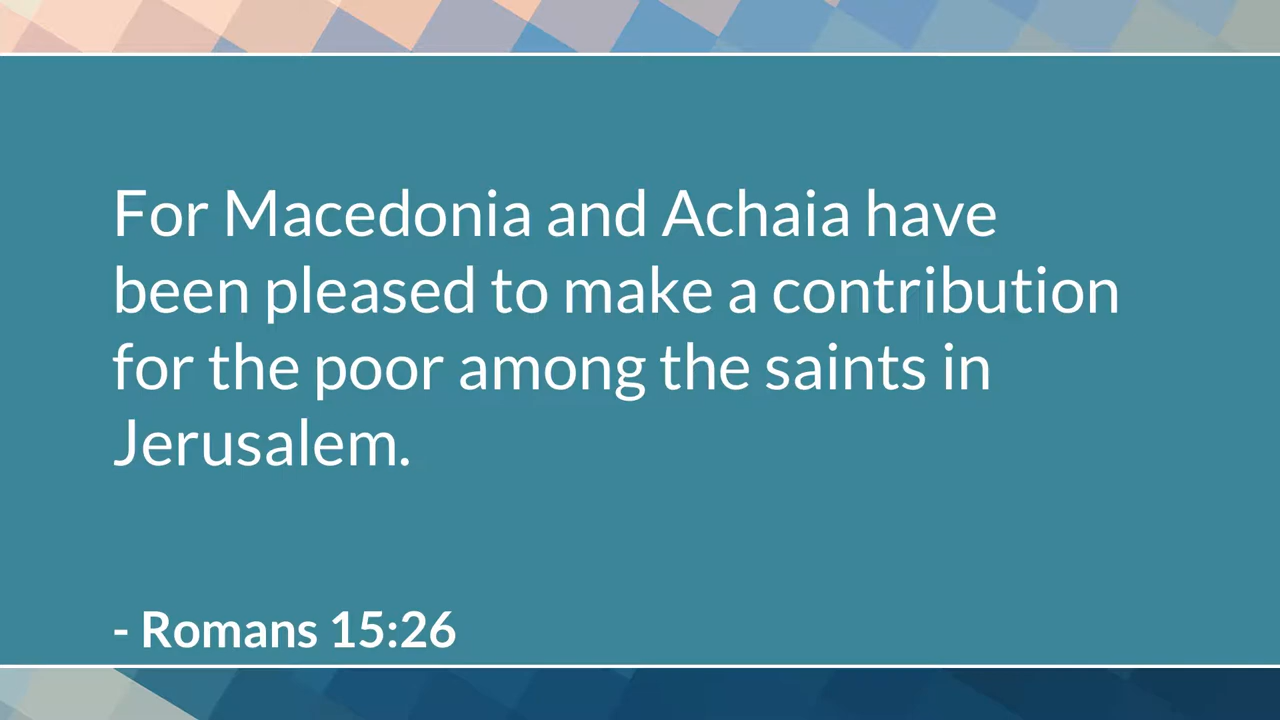 For Macedonia and Achaia have
been pleased to make a contribution
for the poor among the saints in
Jerusalem.
- Romans 15:26